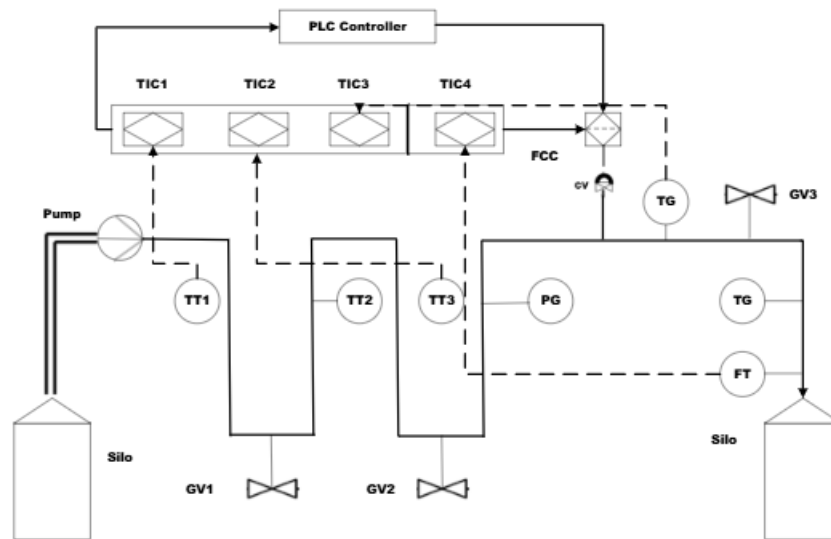 PLC Controller
TIC1
TIC2
TIC3
TIC4
FCC
CV
TG
GV3
Pump
TT1
TT2
TT3
PG
TG
FT
Silo
Silo
GV1
GV2